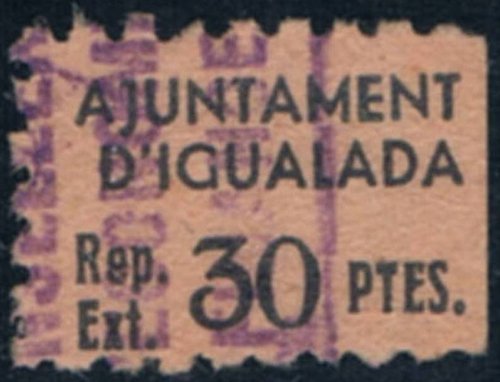 AJUNTAMENT
D'IGUALADA
Rep. Ext. 30 PTES.